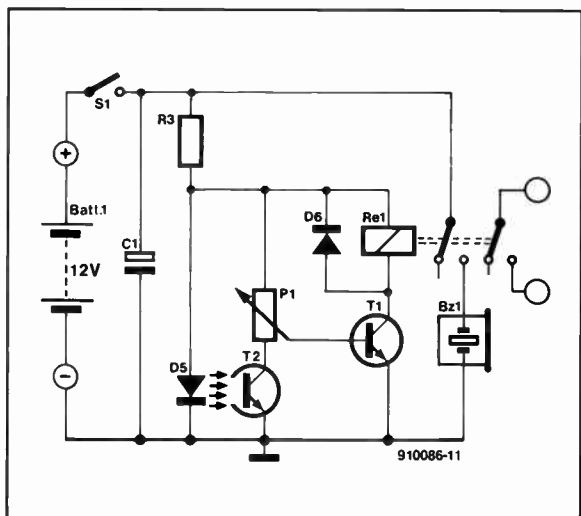 S1
R3
+
Batt.1
12V
C1
D6
Re1
P1
T1
Bz1
D5
T2
−
910086-11